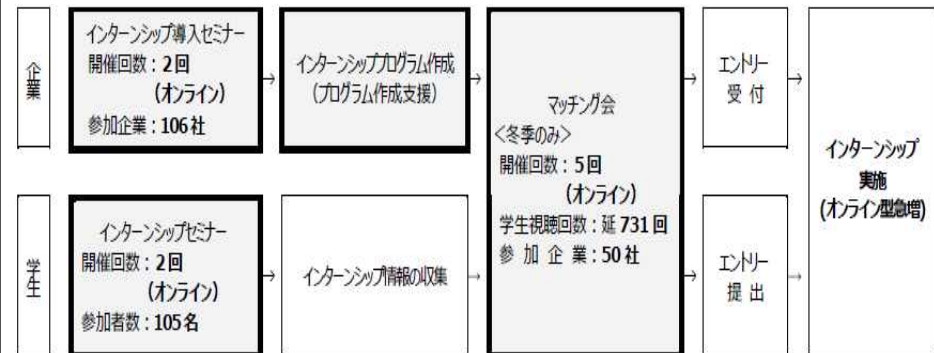 企業
インターンシップ導入セミナー
開催回数：2回
(オンライン)
参加企業：106社
→
インターンシッププログラム作成
(プログラム作成支援)
→
マッチング会
<冬季のみ>
開催回数：5回
(オンライン)
学生視聴回数：延731回
参加企業：50社
→
エントリー
受付
→
インターンシップ
実施
(オンライン型急増)
学生
インターンシップセミナー
開催回数：2回
(オンライン)
参加者数：105名
→
インターンシップ情報の収集
→
→
エントリー
提出
→